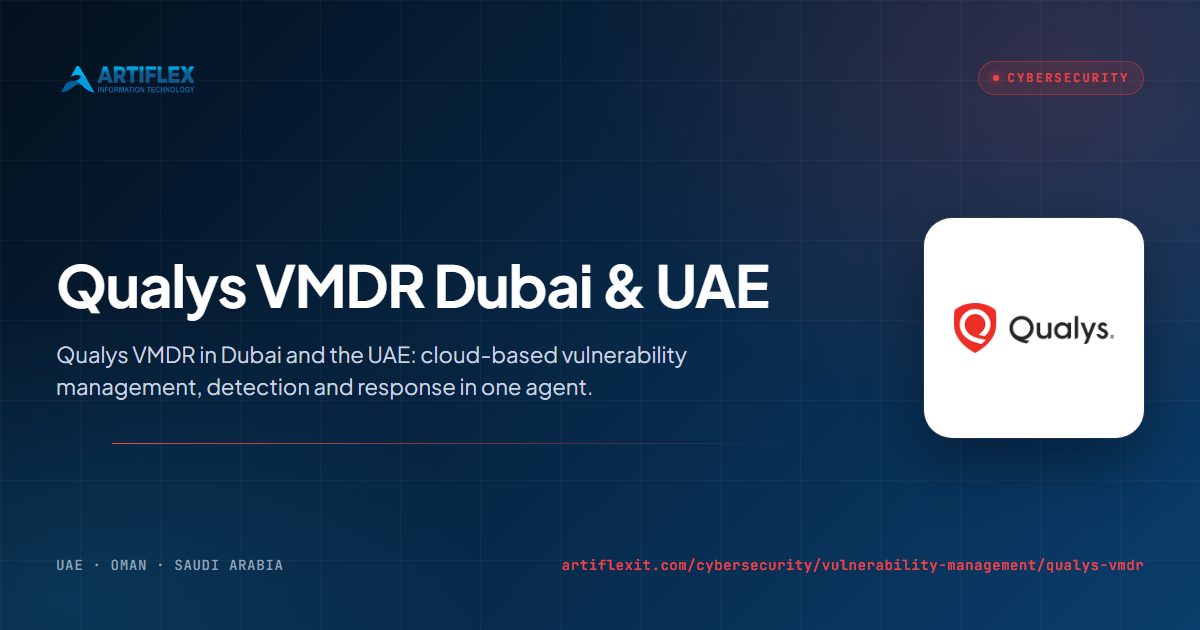 ARTIFLEX
INFORMATION TECHNOLOGY
CYBERSECURITY
Qualys VMDR Dubai & UAE
Qualys VMDR in Dubai and the UAE: cloud-based vulnerability
management, detection and response in one agent.
Qualys.
UAE · OMAN · SAUDI ARABIA
artiflexit.com/cybersecurity/vulnerability-management/qualys-vmdr